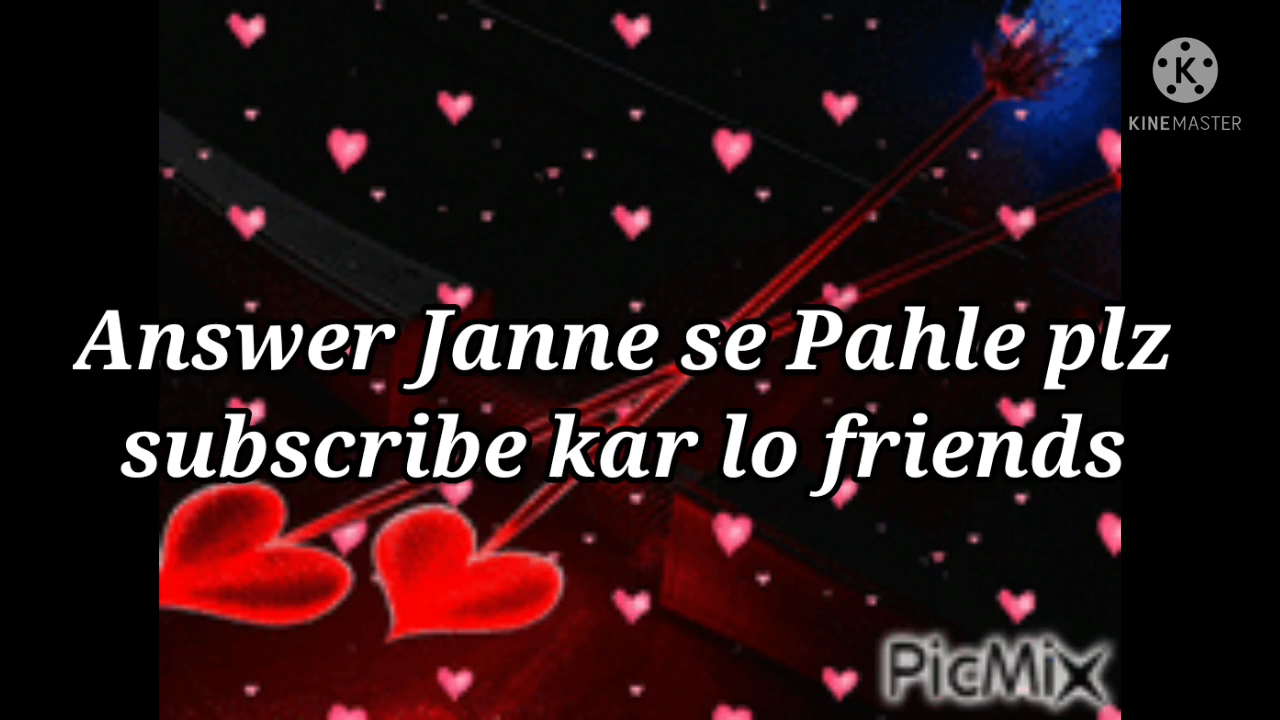 K
KINEMASTER
Answer Janne se Pahle plz
subscribe kar lo friends
PicMix